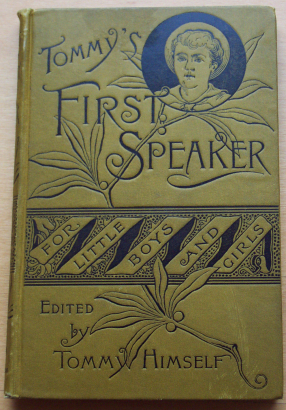 TOMMY'S
FIRST
SPEAKER
FOR LITTLE BOYS AND GIRLS
EDITED
by
TOMMY HIMSELF